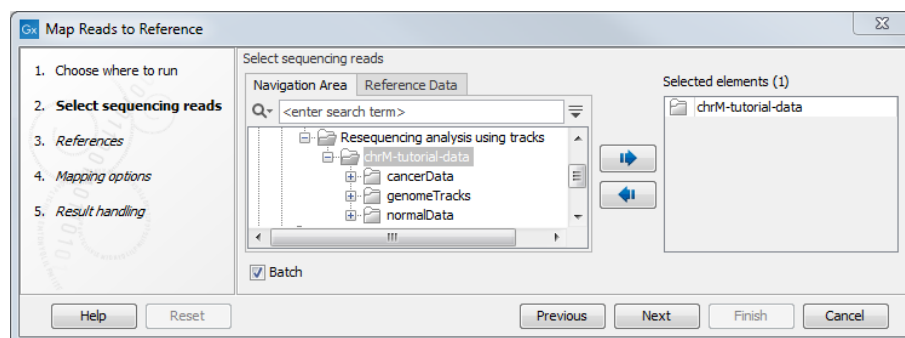 Gx Map Reads to Reference
1. Choose where to run
2. Select sequencing reads
3. References
4. Mapping options
5. Result handling
Select sequencing reads
Navigation Area Reference Data
<enter search term>
Resequencing analysis using tracks
chrM-tutorial-data
cancerData
genomeTracks
normalData
Batch
Selected elements (1)
chrM-tutorial-data
Help Reset Previous Next Finish Cancel